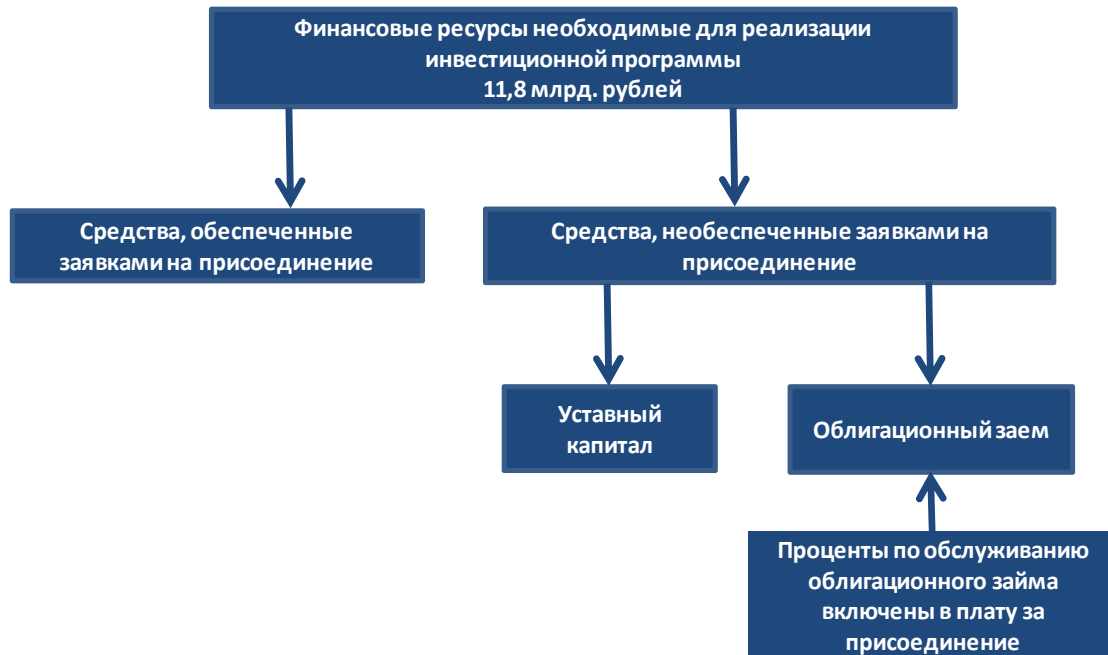 Финансовые ресурсы необходимые для реализации
инвестиционной программы
11,8 млрд. рублей
Средства, обеспеченные
заявками на присоединение
Средства, необеспеченные заявками на
присоединение
Уставный
капитал
Облигационный заем
Проценты по обслуживанию
облигационного займа
включены в плату за
присоединение